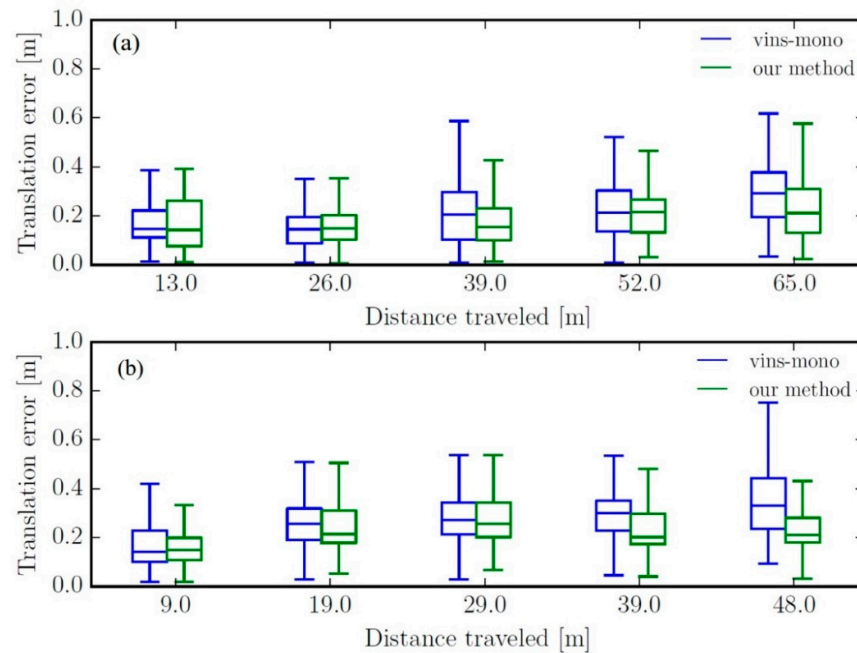 (a)
vins-mono
our method
Translation error [m]
1.0
0.8
0.6
0.4
0.2
0.0
13.0 26.0 39.0 52.0 65.0
Distance traveled [m]
(b)
vins-mono
our method
Translation error [m]
1.0
0.8
0.6
0.4
0.2
0.0
9.0 19.0 29.0 39.0 48.0
Distance traveled [m]